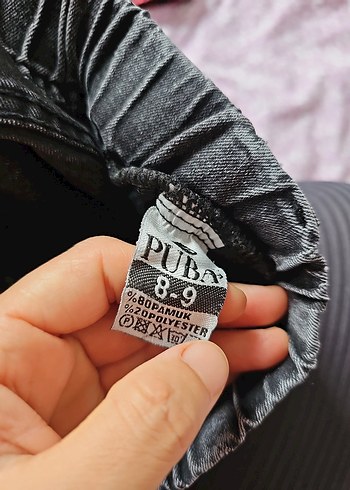 PUBA
8-9
%80PAMUK
%20POLYESTER